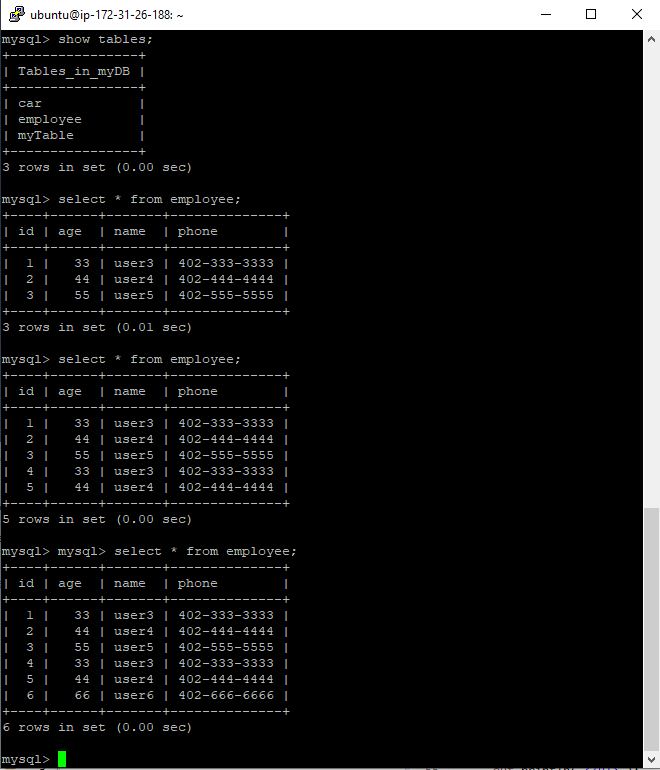 ubuntu@ip-172-31-26-188: ~
mysql> show tables;
+----------------+
| Tables_in_myDB |
+----------------+
| car            |
| employee       |
| myTable        |
+----------------+
3 rows in set (0.00 sec)
mysql> select * from employee;
+----+------+-------+--------------+
| id | age  | name  | phone        |
+----+------+-------+--------------+
|  1 |   33 | user3 | 402-333-3333 |
|  2 |   44 | user4 | 402-444-4444 |
|  3 |   55 | user5 | 402-555-5555 |
+----+------+-------+--------------+
3 rows in set (0.01 sec)
mysql> select * from employee;
+----+------+-------+--------------+
| id | age  | name  | phone        |
+----+------+-------+--------------+
|  1 |   33 | user3 | 402-333-3333 |
|  2 |   44 | user4 | 402-444-4444 |
|  3 |   55 | user5 | 402-555-5555 |
|  4 |   33 | user3 | 402-333-3333 |
|  5 |   44 | user4 | 402-444-4444 |
+----+------+-------+--------------+
5 rows in set (0.00 sec)
mysql> mysql> select * from employee;
+----+------+-------+--------------+
| id | age  | name  | phone        |
+----+------+-------+--------------+
|  1 |   33 | user3 | 402-333-3333 |
|  2 |   44 | user4 | 402-444-4444 |
|  3 |   55 | user5 | 402-555-5555 |
|  4 |   33 | user3 | 402-333-3333 |
|  5 |   44 | user4 | 402-444-4444 |
|  6 |   66 | user6 | 402-666-6666 |
+----+------+-------+--------------+
6 rows in set (0.00 sec)
mysql>